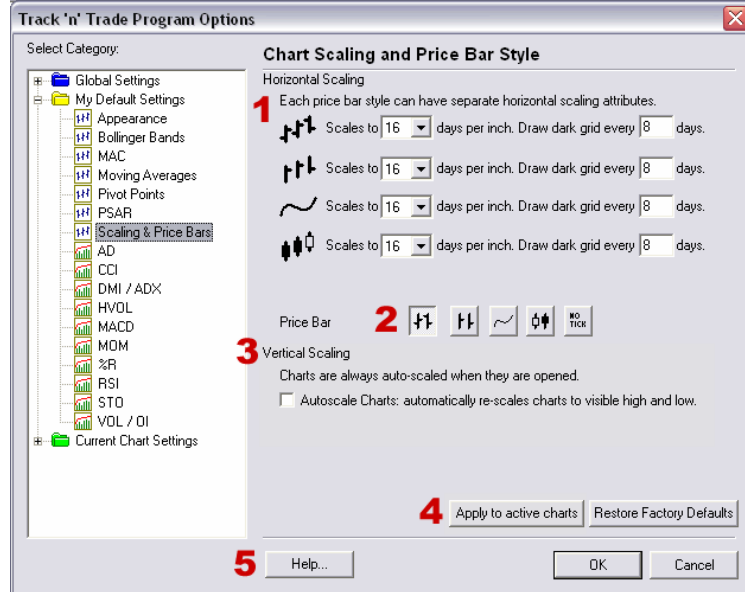 Track 'n' Trade Program Options
Select Category:
Global Settings
My Default Settings
Appearance
Bollinger Bands
MAC
Moving Averages
Pivot Points
PSAR
Scaling & Price Bars
AD
CCI
DMI / ADX
HVOL
MACD
MOM
%R
RSI
STO
VOL / OI
Current Chart Settings
Chart Scaling and Price Bar Style
Horizontal Scaling
1 Each price bar style can have separate horizontal scaling attributes.
Scales to 16 days per inch. Draw dark grid every 8 days.
Scales to 16 days per inch. Draw dark grid every 8 days.
Scales to 16 days per inch. Draw dark grid every 8 days.
Scales to 16 days per inch. Draw dark grid every 8 days.
Price Bar 2 NO TICK
3 Vertical Scaling
Charts are always auto-scaled when they are opened.
Autoscale Charts: automatically re-scales charts to visible high and low.
4 Apply to active charts Restore Factory Defaults
5 Help... OK Cancel